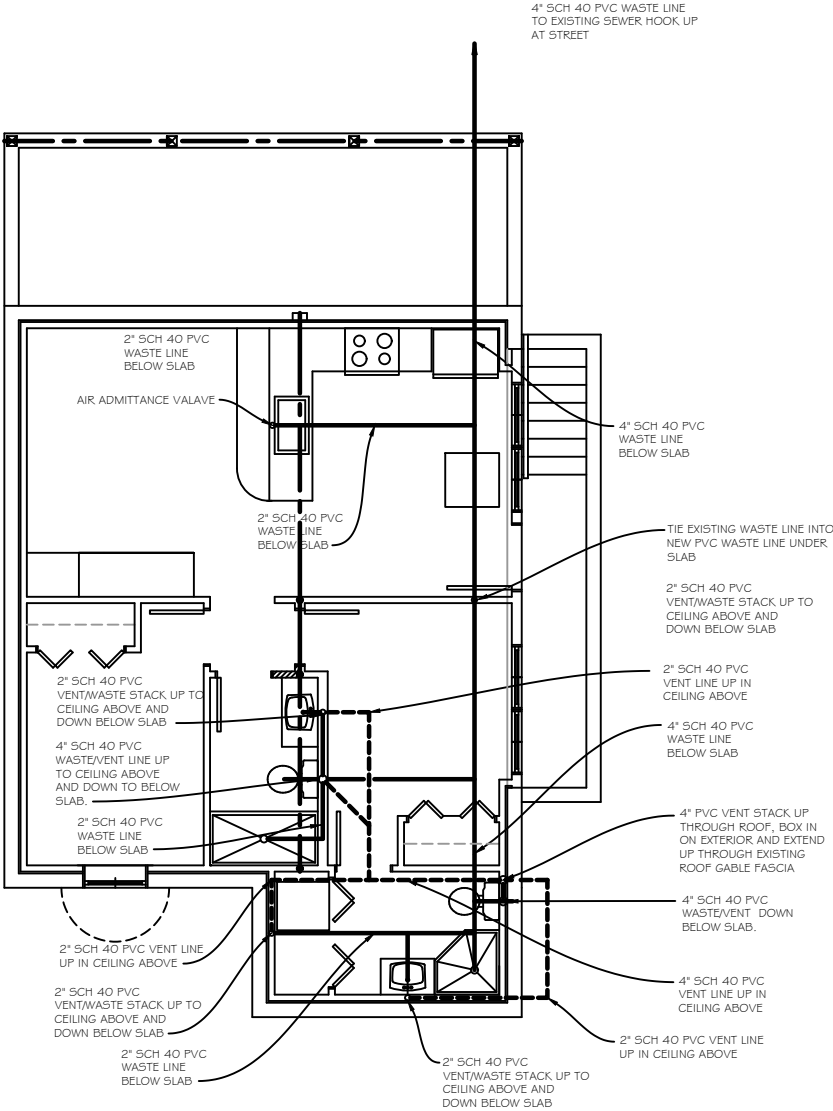 4" SCH 40 PVC WASTE LINE
TO EXISTING SEWER HOOK UP
AT STREET
2" SCH 40 PVC
WASTE LINE
BELOW SLAB
AIR ADMITTANCE VALAVE
4" SCH 40 PVC
WASTE LINE
BELOW SLAB
2" SCH 40 PVC
WASTE LINE
BELOW SLAB
TIE EXISTING WASTE LINE INTO
NEW PVC WASTE LINE UNDER
SLAB
2" SCH 40 PVC
VENT/WASTE STACK UP TO
CEILING ABOVE AND
DOWN BELOW SLAB
2" SCH 40 PVC
VENT LINE UP IN
CEILING ABOVE
2" SCH 40 PVC
VENT/WASTE STACK UP TO
CEILING ABOVE AND
DOWN BELOW SLAB
4" SCH 40 PVC
WASTE LINE
BELOW SLAB
4" SCH 40 PVC
WASTE/VENT LINE UP
TO CEILING ABOVE
AND DOWN TO BELOW
SLAB.
2" SCH 40 PVC
WASTE LINE
BELOW SLAB
4" PVC VENT STACK UP
THROUGH ROOF, BOX IN
ON EXTERIOR AND EXTEND
UP THROUGH EXISTING
ROOF GABLE FASCIA
4" SCH 40 PVC
WASTE/VENT DOWN
BELOW SLAB.
2" SCH 40 PVC VENT LINE
UP IN CEILING ABOVE
4" SCH 40 PVC
VENT LINE UP IN
CEILING ABOVE
2" SCH 40 PVC
VENT/WASTE STACK UP TO
CEILING ABOVE AND
DOWN BELOW SLAB
2" SCH 40 PVC VENT LINE
UP IN CEILING ABOVE
2" SCH 40 PVC
WASTE LINE
BELOW SLAB
2" SCH 40 PVC
VENT/WASTE STACK UP TO
CEILING ABOVE AND
DOWN BELOW SLAB